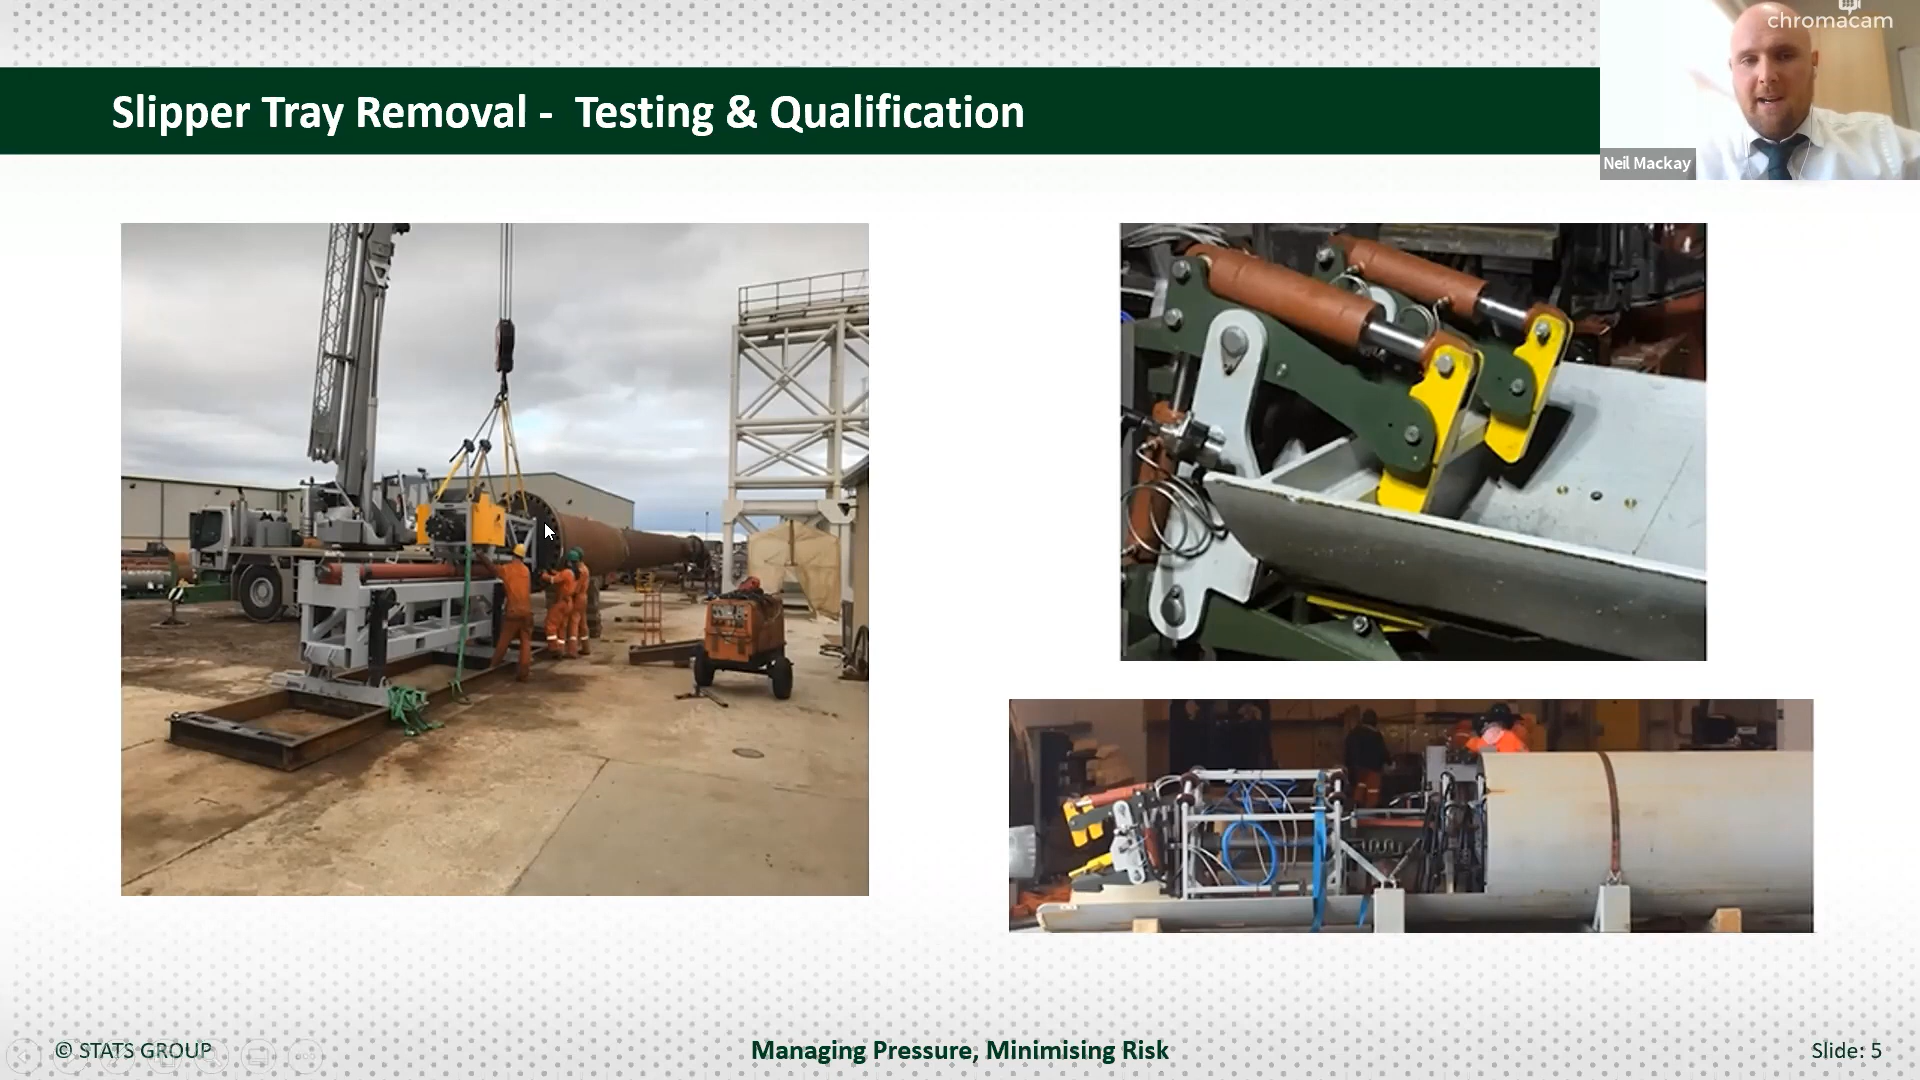 chromacam
Slipper Tray Removal - Testing & Qualification
Neil Mackay
© STATS GROUP
Managing Pressure, Minimising Risk
Slide: 5